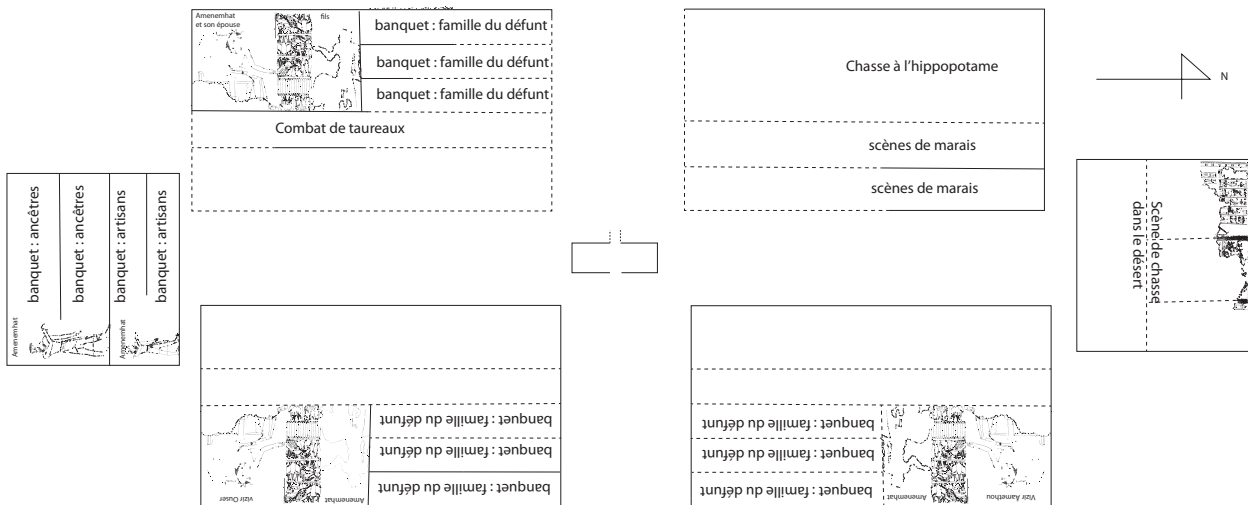 Amenemhat
et son épouse
fils
banquet : famille du défunt
banquet : famille du défunt
banquet : famille du défunt
Combat de taureaux
Chasse à l’hippopotame
scènes de marais
scènes de marais
N
banquet : ancêtres
banquet : ancêtres
banquet : artisans
banquet : artisans
Amenemhat
Amenemhat
Scène de chasse
dans le désert
banquet : famille du défunt
banquet : famille du défunt
banquet : famille du défunt
vizir Ouser
Amenemhat
banquet : famille du défunt
banquet : famille du défunt
banquet : famille du défunt
Amenemhat
Vizir Aamethou